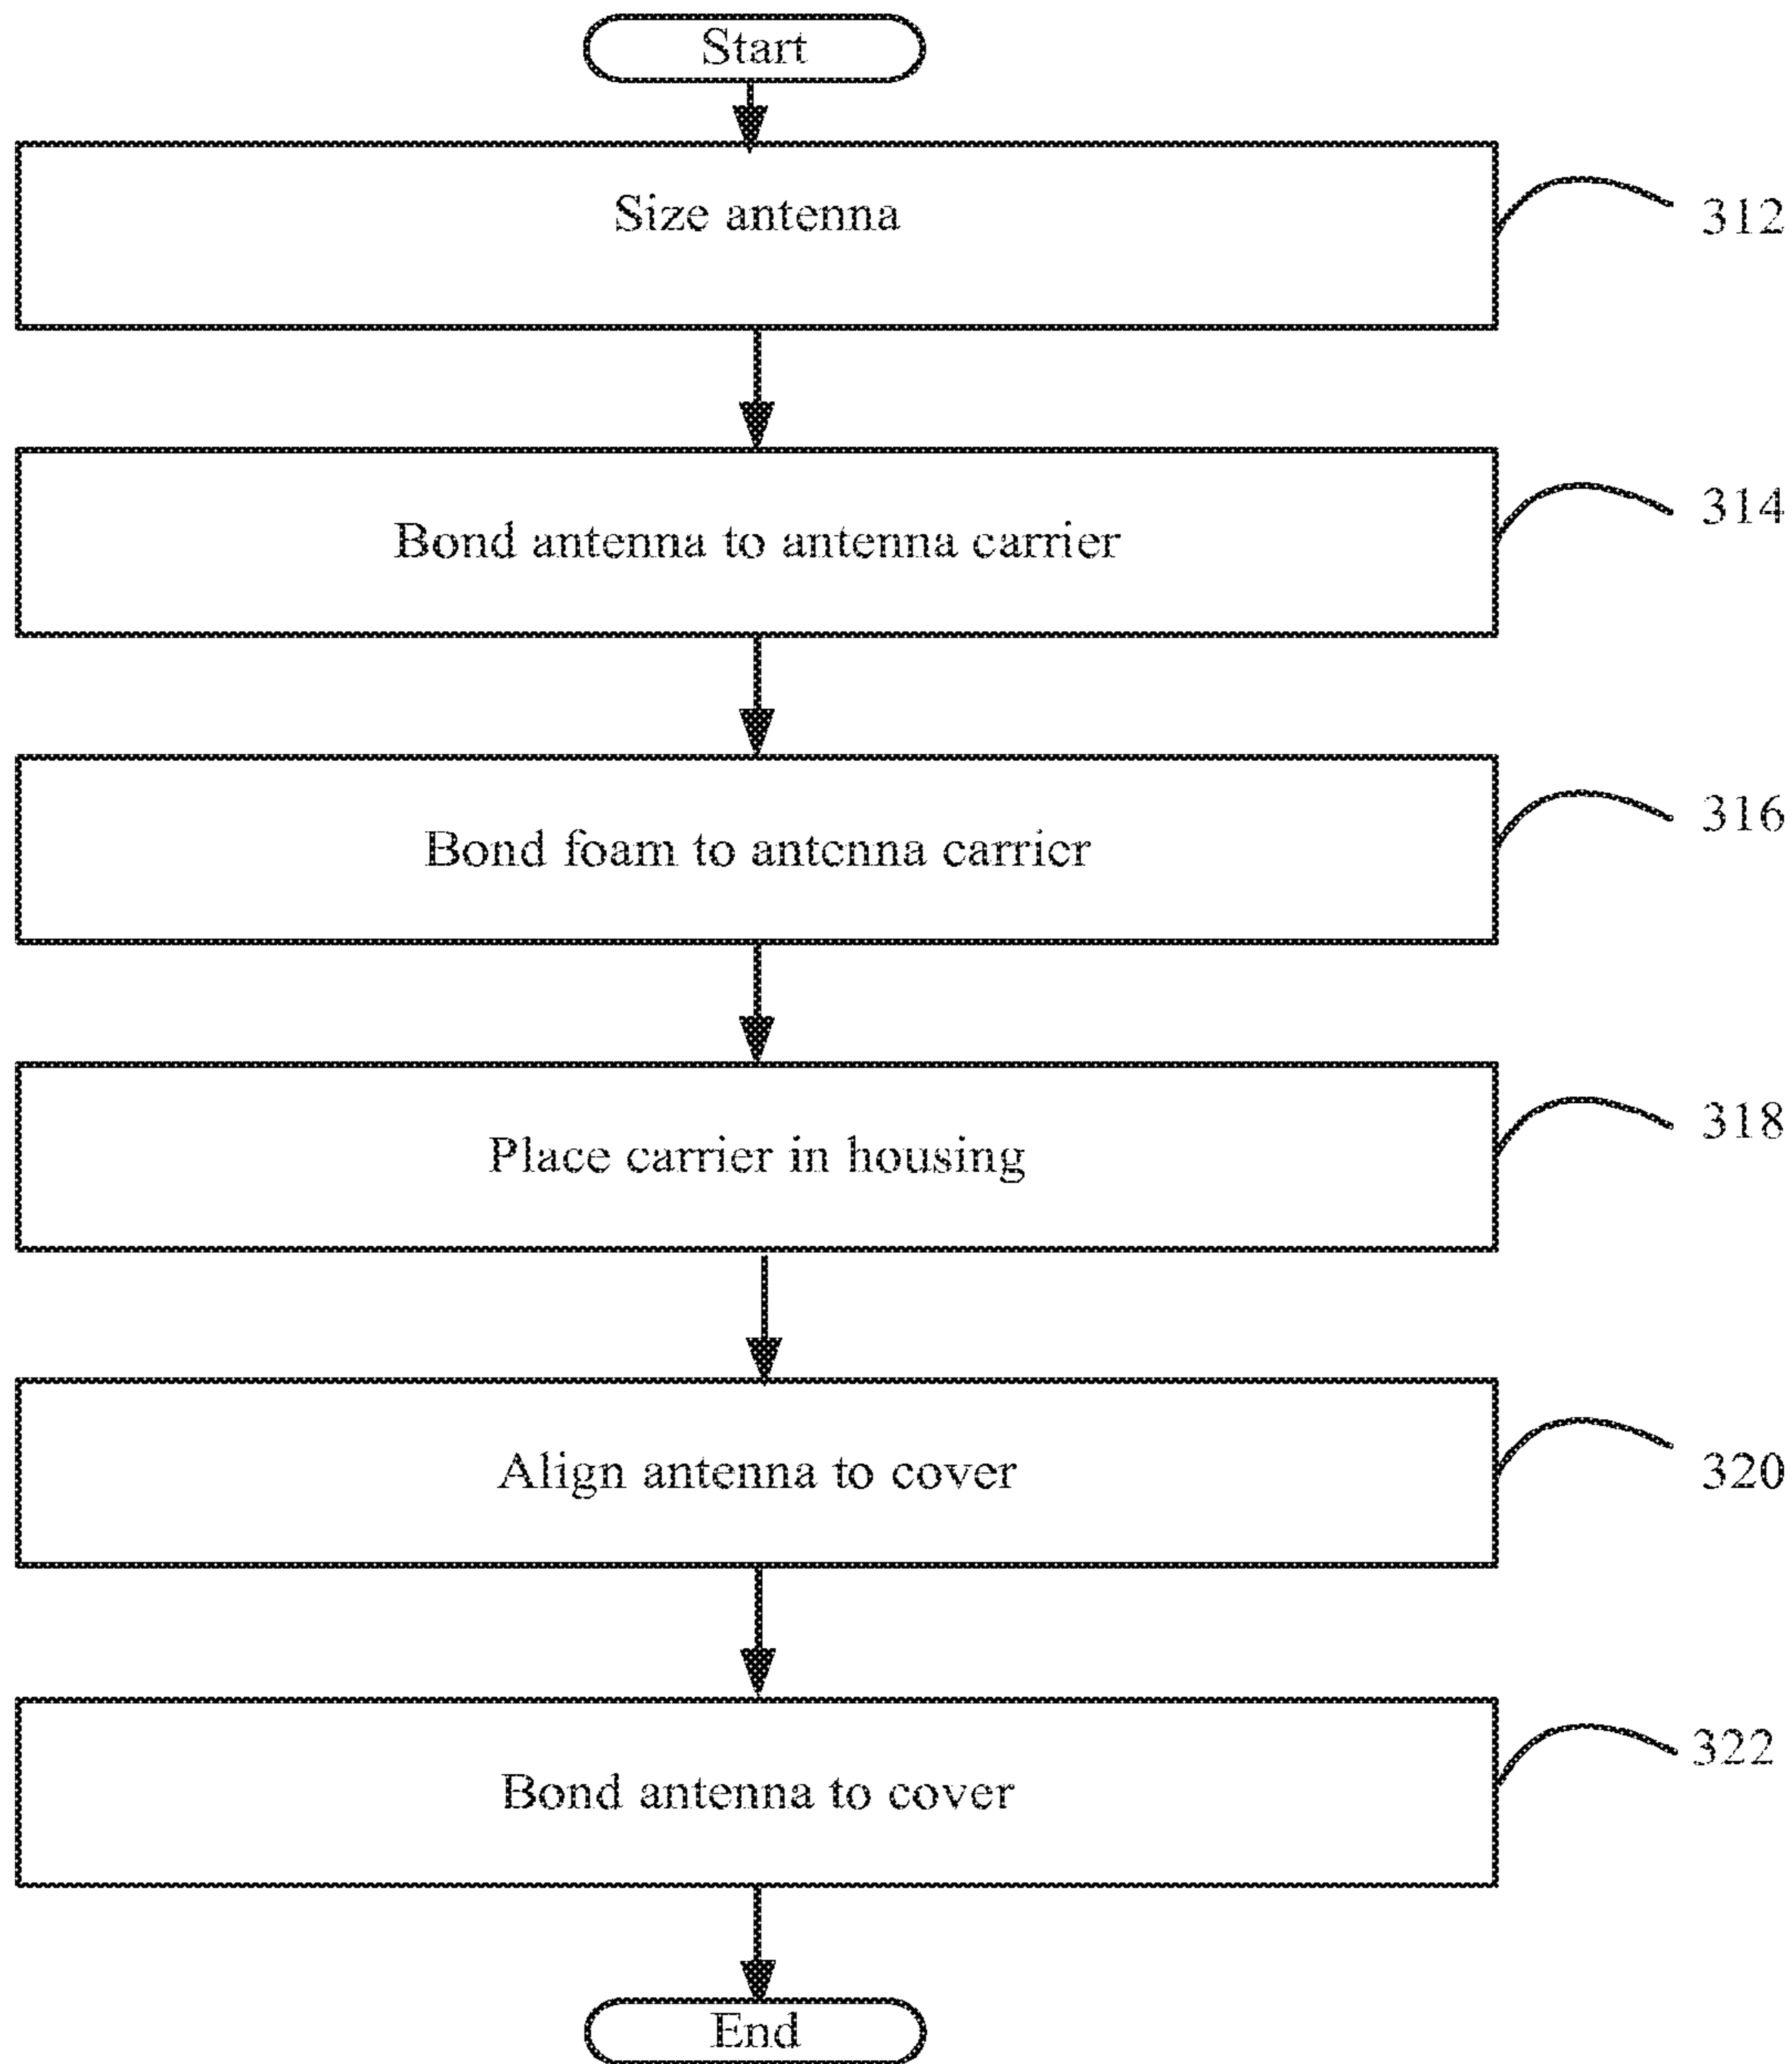 Start
Size antenna
312
Bond antenna to antenna carrier
314
Bond foam to antenna carrier
316
Place carrier in housing
318
Align antenna to cover
320
Bond antenna to cover
322
End